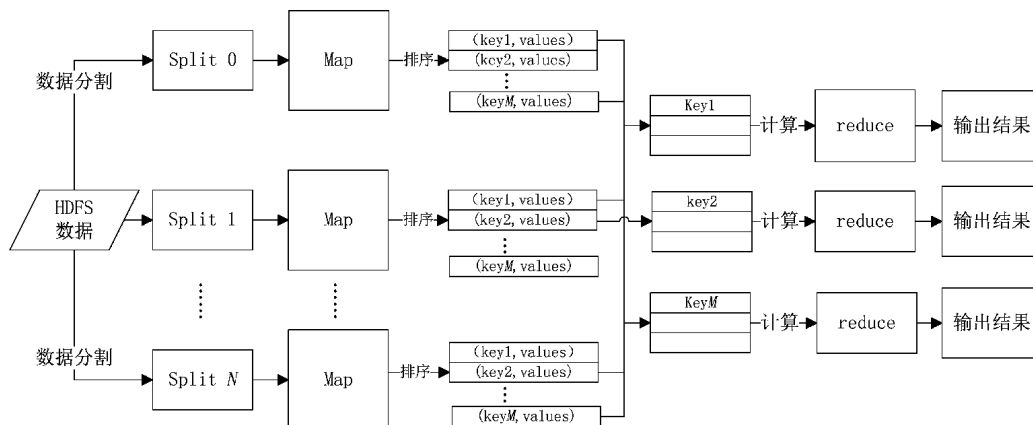 数据分割
Split 0
Map
排序
(key1, values)
(key2, values)
(keyM, values)
Key1
计算
reduce
输出结果
HDFS
数据
Split 1
Map
排序
(key1, values)
(key2, values)
(keyM, values)
key2
计算
reduce
输出结果
KeyM
计算
reduce
输出结果
数据分割
Split N
Map
排序
(key1, values)
(key2, values)
(keyM, values)